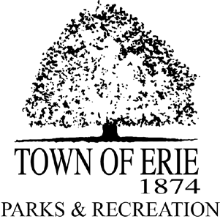 TOWN OF ERIE
1874
PARKS & RECREATION